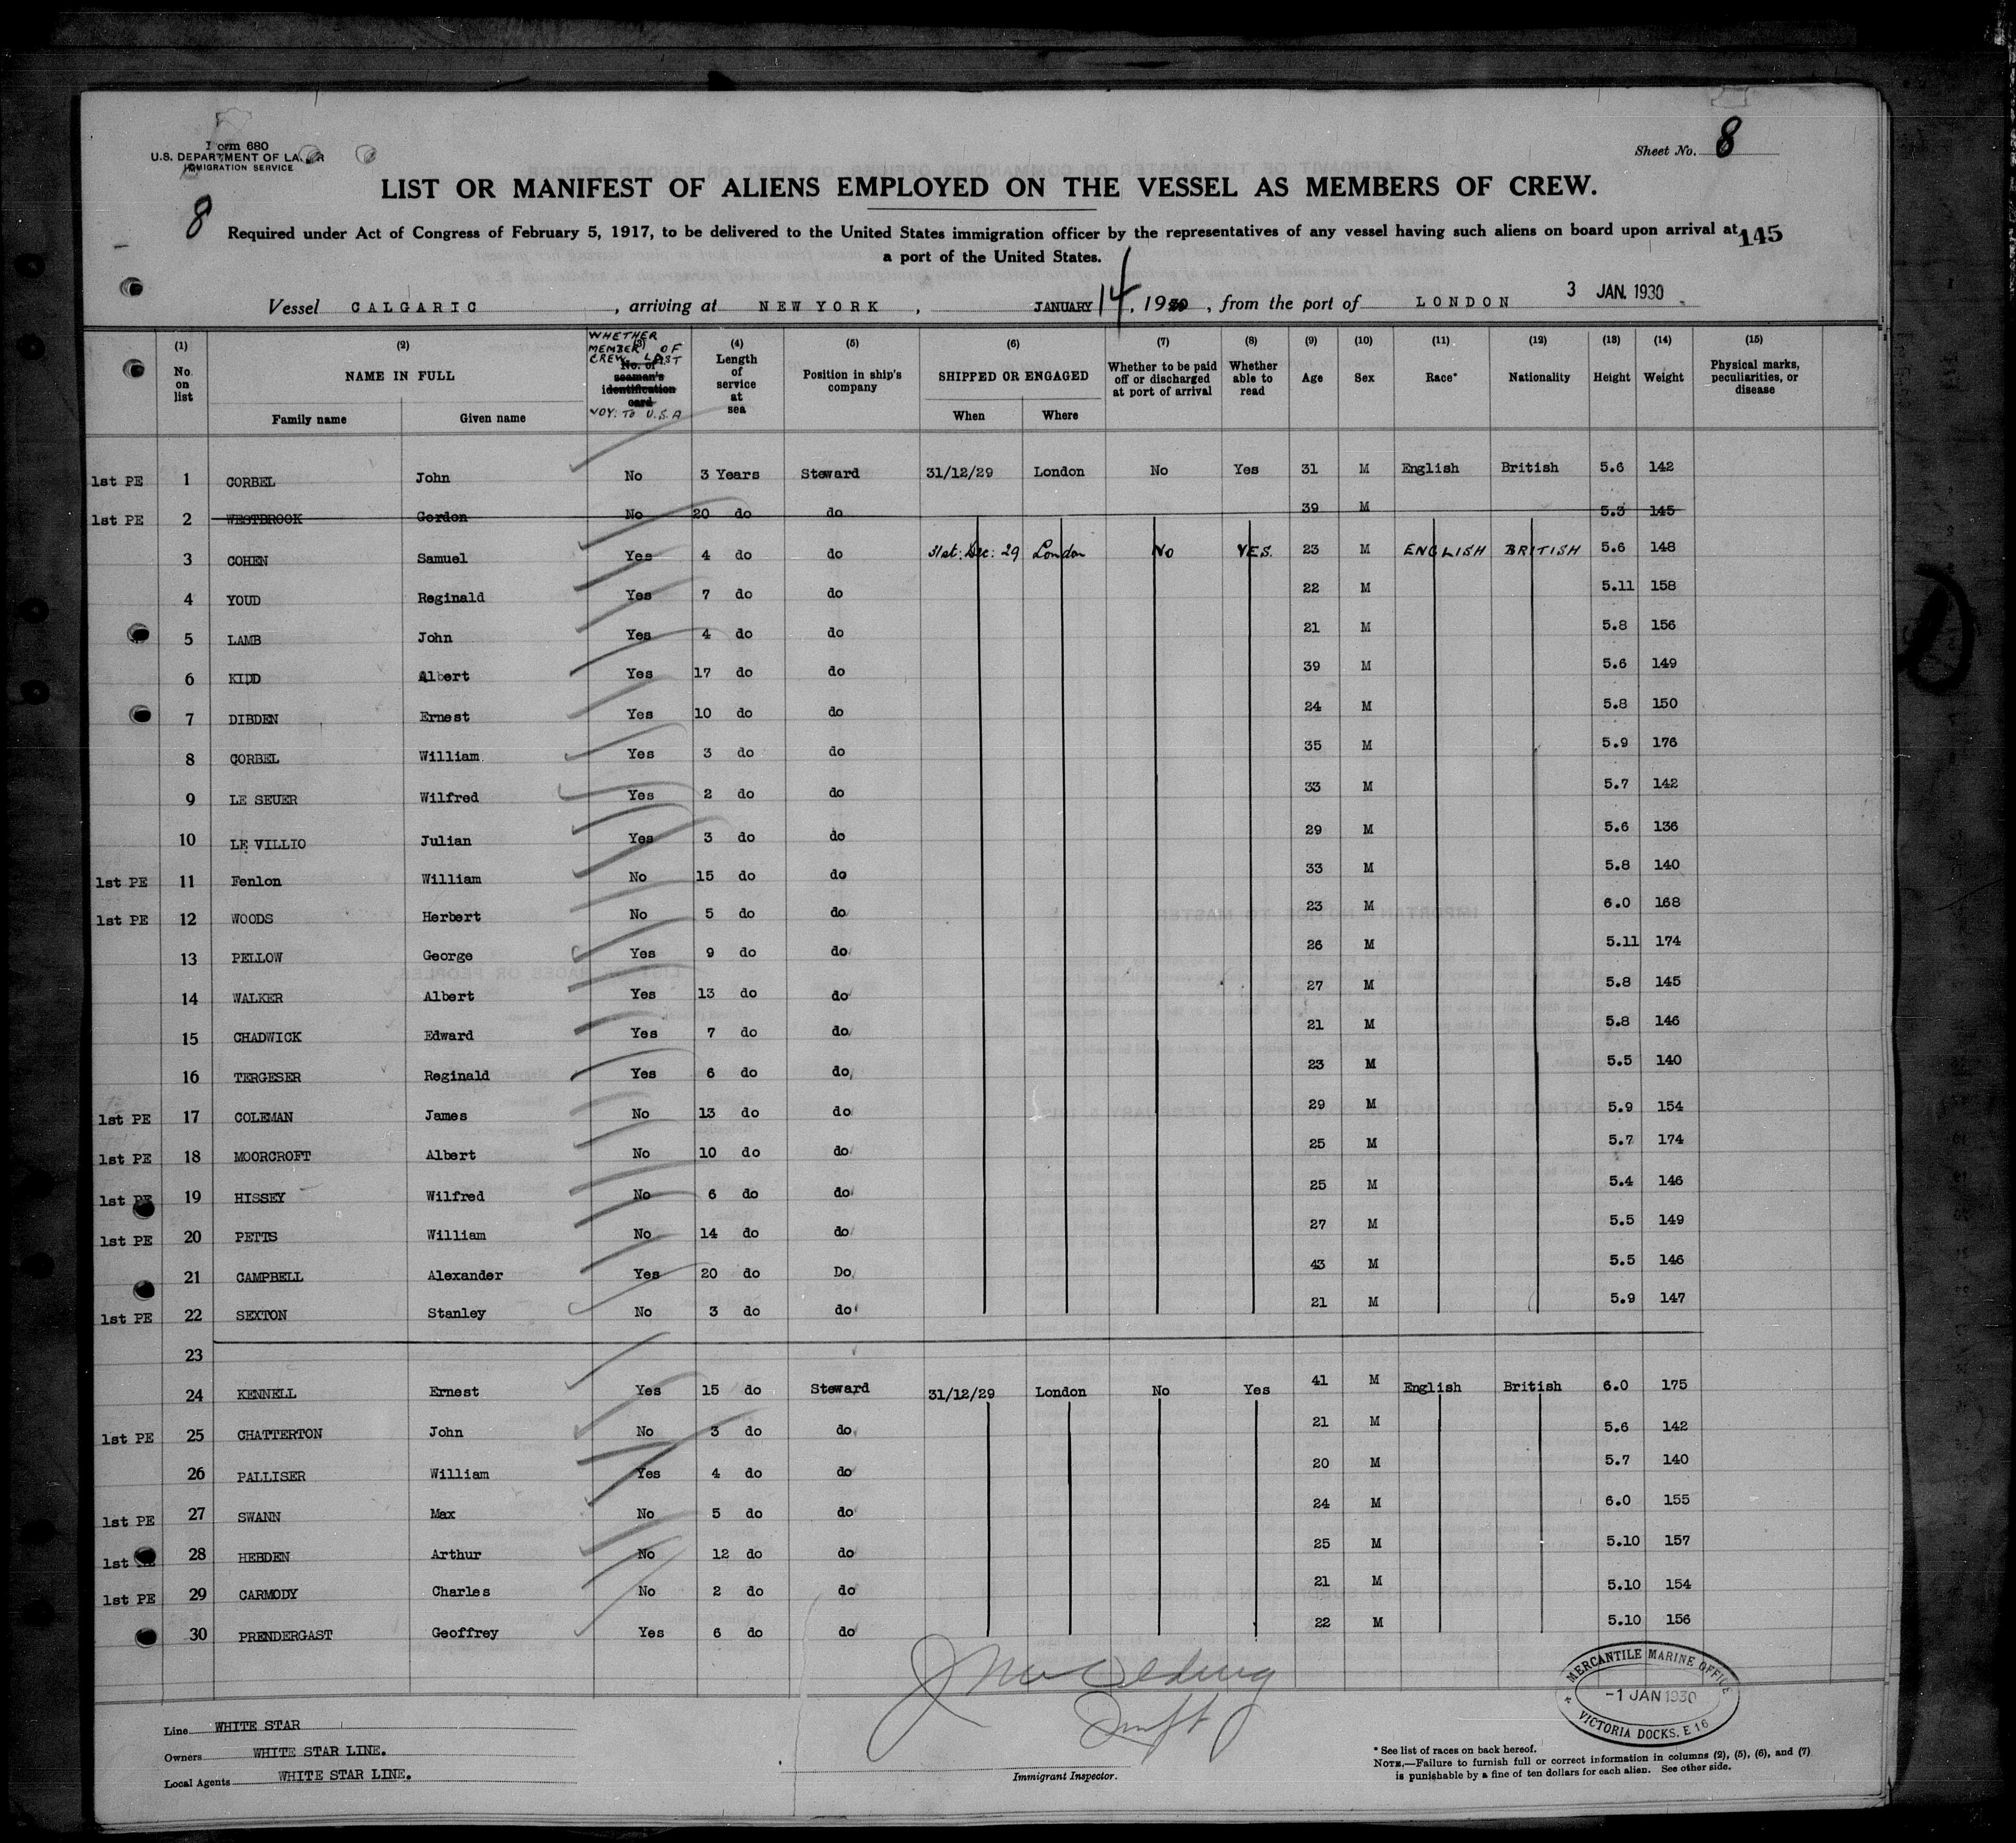 Form 680
U.S. DEPARTMENT OF LABOR
IMMIGRATION SERVICE
Sheet No. 8
LIST OR MANIFEST OF ALIENS EMPLOYED ON THE VESSEL AS MEMBERS OF CREW.
8
Required under Act of Congress of February 5, 1917, to be delivered to the United States immigration officer by the representatives of any vessel having such aliens on board upon arrival at
a port of the United States.
145
Vessel CALGARIC, arriving at NEW YORK, JANUARY 14, 1930, from the port of LONDON 3 JAN. 1930
(1) No. on list
(2) NAME IN FULL Family name Given name
(3) No. of seaman's identification card
WHETHER MEMBER OF CREW LAST VOY. TO U.S.A
(4) Length of service at sea
(5) Position in ship's company
(6) SHIPPED OR ENGAGED When Where
(7) Whether to be paid off or discharged at port of arrival
(8) Whether able to read
(9) Age
(10) Sex
(11) Race*
(12) Nationality
(13) Height
(14) Weight
(15) Physical marks, peculiarities, or disease
1st PE 1 CORBEL John No 3 Years Steward 31/12/29 London No Yes 31 M English British 5.6 142
1st PE 2 WESTBROOK Gordon No 20 do do 39 M 5.3 145
3 COHEN Samuel Yes 4 do do 31st: Dec: 29 London No YES. 23 M ENGLISH BRITISH 5.6 148
4 YOUD Reginald Yes 7 do do 22 M 5.11 158
5 LAMB John Yes 4 do do 21 M 5.8 156
6 KIDD Albert Yes 17 do do 39 M 5.6 149
7 DIBDEN Ernest Yes 10 do do 24 M 5.8 150
8 CORBEL William Yes 3 do do 35 M 5.9 176
9 LE SEUER Wilfred Yes 2 do do 33 M 5.7 142
10 LE VILLIO Julian Yes 3 do do 29 M 5.6 136
1st PE 11 Fenlon William No 15 do do 33 M 5.8 140
1st PE 12 WOODS Herbert No 5 do do 23 M 6.0 168
13 PELLOW George Yes 9 do do 26 M 5.11 174
14 WALKER Albert Yes 13 do do 27 M 5.8 145
15 CHADWICK Edward Yes 7 do do 21 M 5.8 146
16 TERGESER Reginald Yes 6 do do 23 M 5.5 140
1st PE 17 COLEMAN James No 13 do do 29 M 5.9 154
1st PE 18 MOORCROFT Albert No 10 do do 25 M 5.7 174
1st PE 19 HISSEY Wilfred No 6 do do 25 M 5.4 146
1st PE 20 PETTS William No 14 do do 27 M 5.5 149
21 CAMPBELL Alexander Yes 20 do Do 43 M 5.5 146
1st PE 22 SEXTON Stanley No 3 do do 21 M 5.9 147
23
24 KENNELL Ernest Yes 15 do Steward 31/12/29 London No Yes 41 M English British 6.0 175
1st PE 25 CHATTERTON John No 3 do do 21 M 5.6 142
26 PALLISER William Yes 4 do do 20 M 5.7 140
1st PE 27 SWANN Max No 5 do do 24 M 6.0 155
1st 28 HEBDEN Arthur No 12 do do 25 M 5.10 157
1st PE 29 CARMODY Charles No 2 do do 21 M 5.10 154
30 PRENDERGAST Geoffrey Yes 6 do do 22 M 5.10 156
MERCANTILE MARINE OFFICE
-1 JAN 1930
VICTORIA DOCKS. E 16
Line WHITE STAR
Owners WHITE STAR LINE.
Local Agents WHITE STAR LINE.
Immigrant Inspector.
* See list of races on back hereof.
NOTE.—Failure to furnish full or correct information in columns (2), (5), (6), and (7)
is punishable by a fine of ten dollars for each alien. See other side.